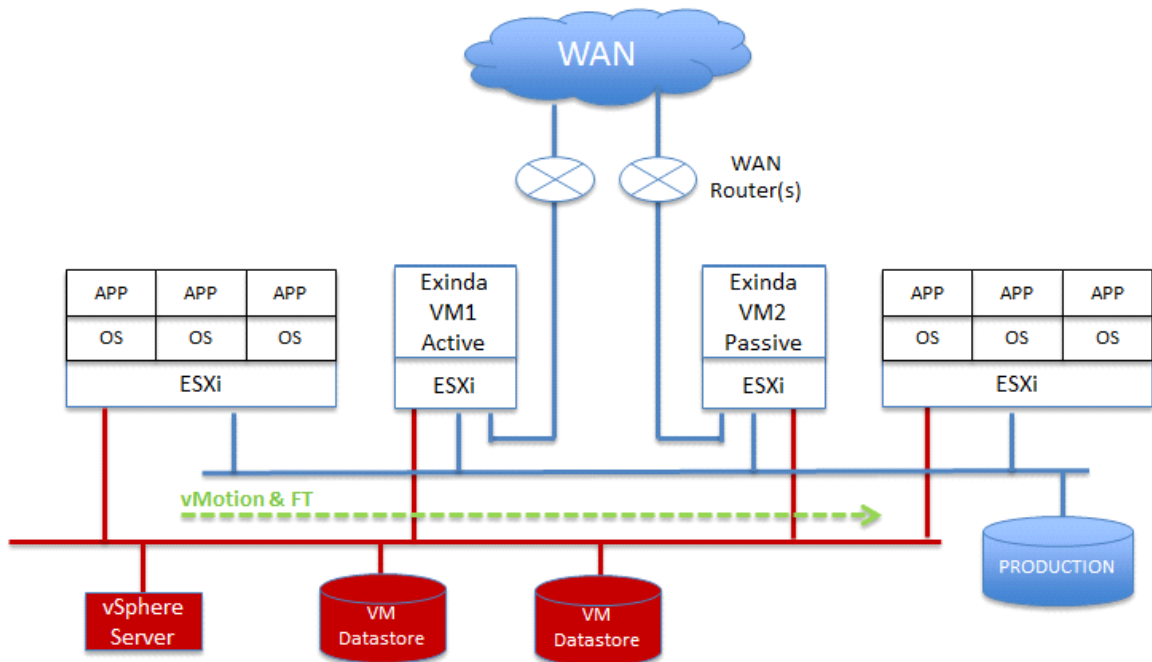 WAN
WAN
Router(s)
APP APP APP
OS OS OS
ESXi
Exinda
VM1
Active
ESXi
Exinda
VM2
Passive
ESXi
APP APP APP
OS OS OS
ESXi
vMotion & FT
PRODUCTION
vSphere
Server
VM
Datastore
VM
Datastore